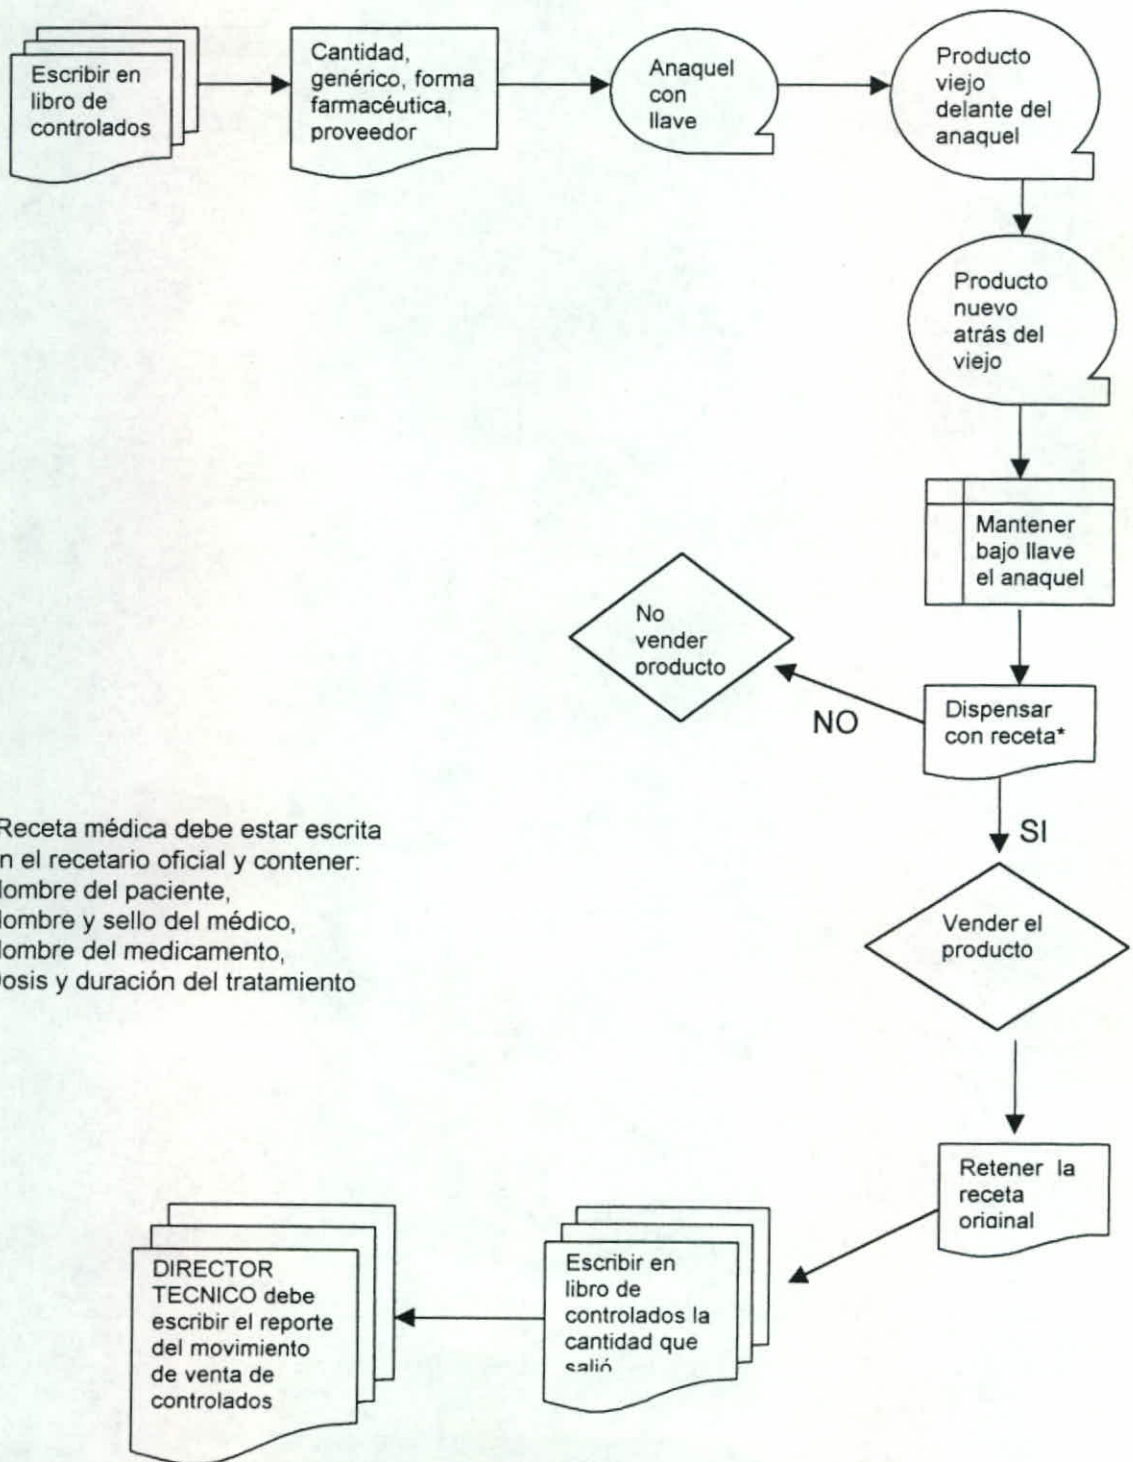 Escribir en
libro de
controlados
Cantidad,
genérico, forma
farmacéutica,
proveedor
Anaquel
con
llave
Producto
viejo
delante del
anaquel
Producto
nuevo
atrás del
viejo
Mantener
bajo llave
el anaquel
No
vender
producto
NO
Dispensar
con receta*
SI
Receta médica debe estar escrita
n el recetario oficial y contener:
ombre del paciente,
ombre y sello del médico,
ombre del medicamento,
osis y duración del tratamiento
Vender el
producto
Retener la
receta
original
Escribir en
libro de
controlados la
cantidad que
salió
DIRECTOR
TECNICO debe
escribir el reporte
del movimiento
de venta de
controlados